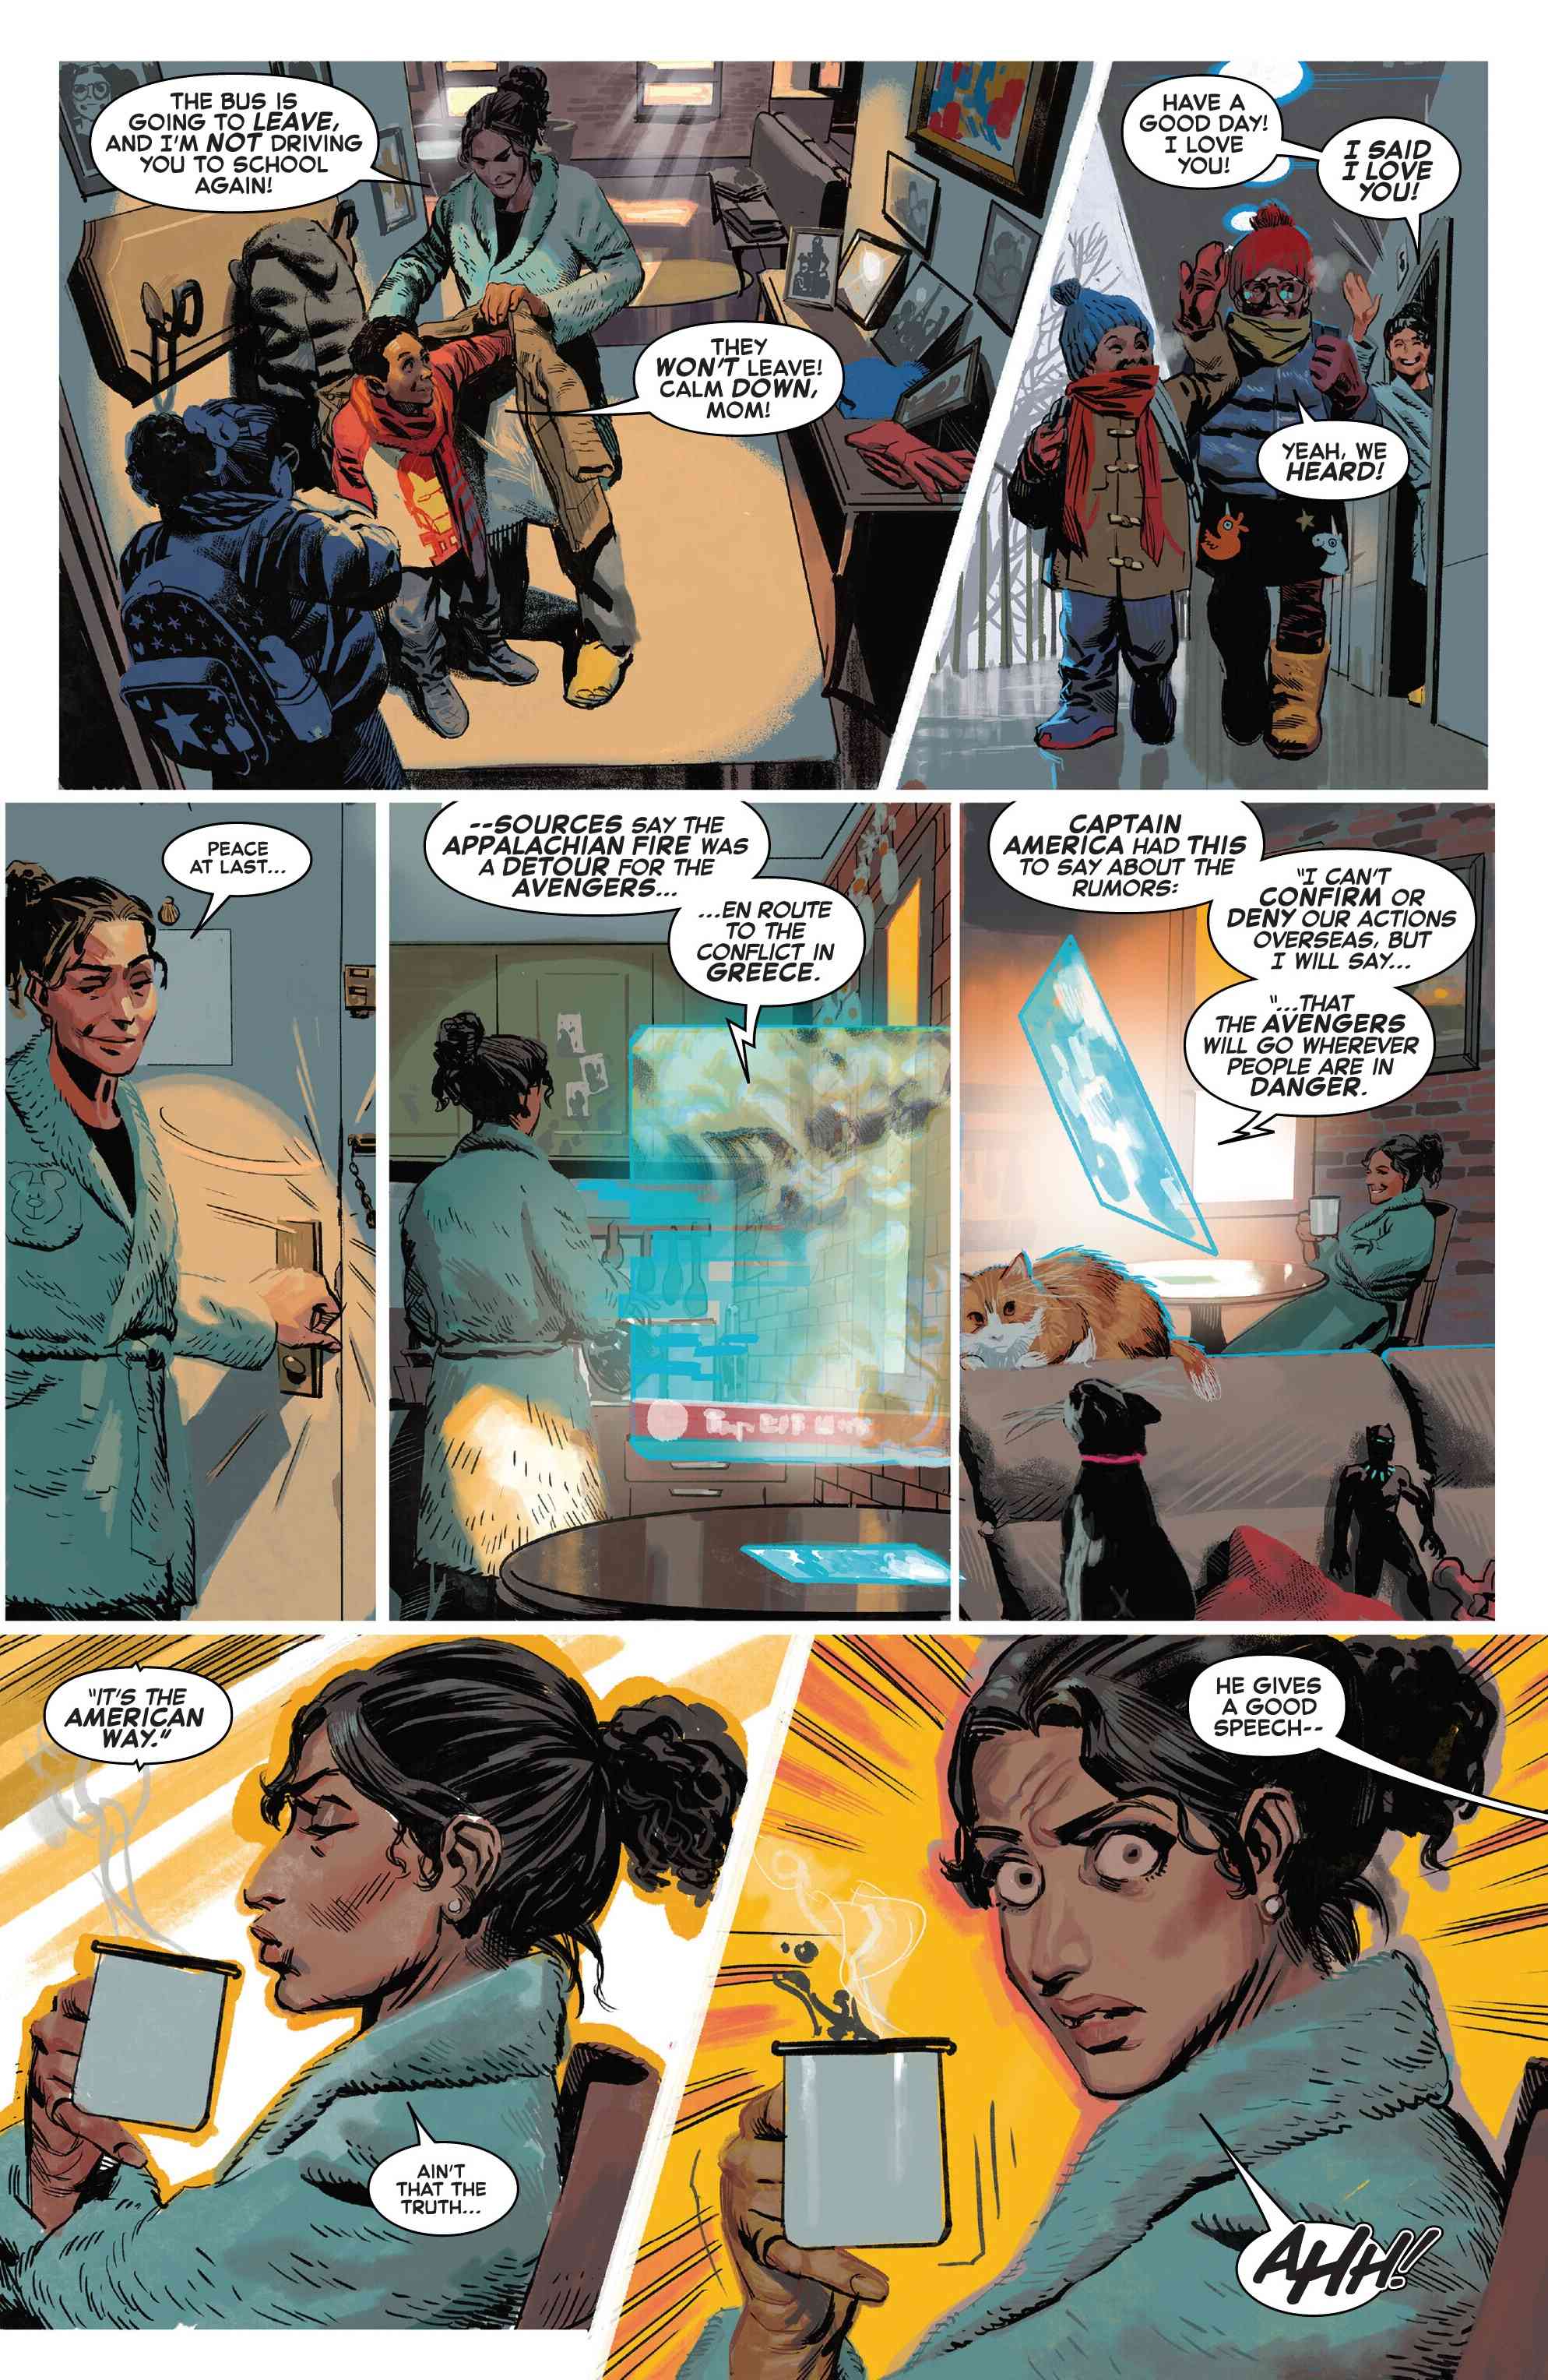 THE BUS IS
GOING TO LEAVE,
AND I'M NOT DRIVING
YOU TO SCHOOL
AGAIN!
THEY
WON'T LEAVE!
CALM DOWN,
MOM!
HAVE A
GOOD DAY!
I LOVE
YOU!
I SAID
I LOVE
YOU!
YEAH, WE
HEARD!
PEACE
AT LAST...
--SOURCES SAY THE
APPALACHIAN FIRE WAS
A DETOUR FOR THE
AVENGERS...
...EN ROUTE
TO THE
CONFLICT IN
GREECE.
CAPTAIN
AMERICA HAD THIS
TO SAY ABOUT THE
RUMORS:
"I CAN'T
CONFIRM OR
DENY OUR ACTIONS
OVERSEAS, BUT
I WILL SAY...
"...THAT
THE AVENGERS
WILL GO WHEREVER
PEOPLE ARE IN
DANGER.
"IT'S THE
AMERICAN
WAY."
AIN'T
THAT THE
TRUTH...
HE GIVES
A GOOD
SPEECH--
AHH!!